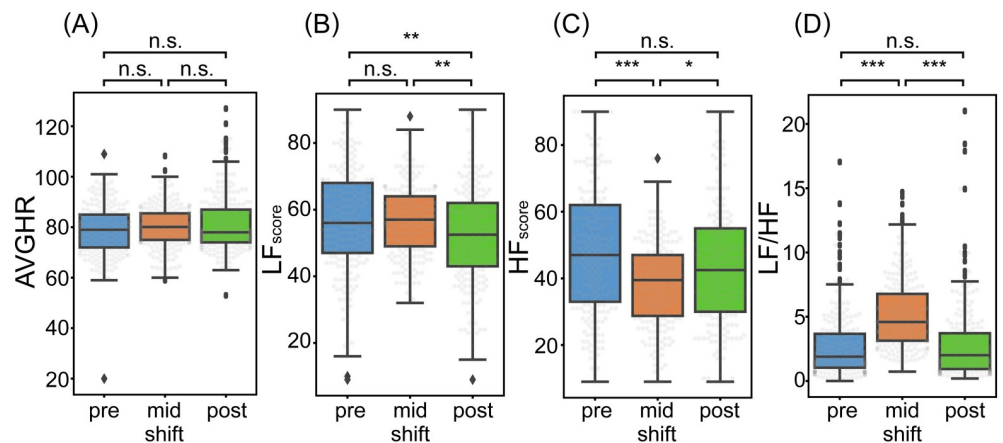 (A)
n.s.
n.s. n.s.
AVGHR
120
100
80
60
40
20
pre mid post
shift
(B)
**
n.s. **
LFscore
80
60
40
20
pre mid post
shift
(C)
n.s.
*** *
HFscore
80
60
40
20
pre mid post
shift
(D)
n.s.
*** ***
LF/HF
20
15
10
5
0
pre mid post
shift